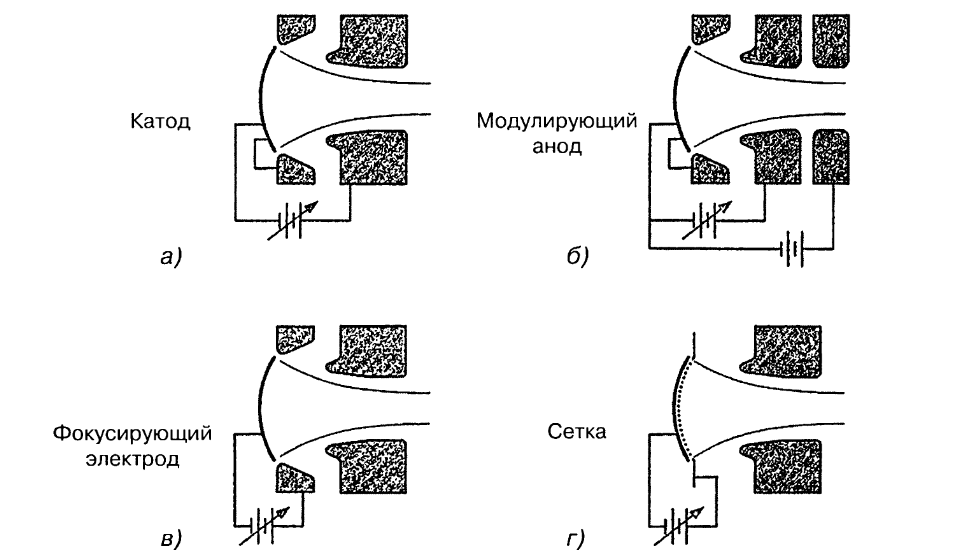 Катод
а)
Модулирующий
анод
б)
Фокусирующий
электрод
в)
Сетка
г)